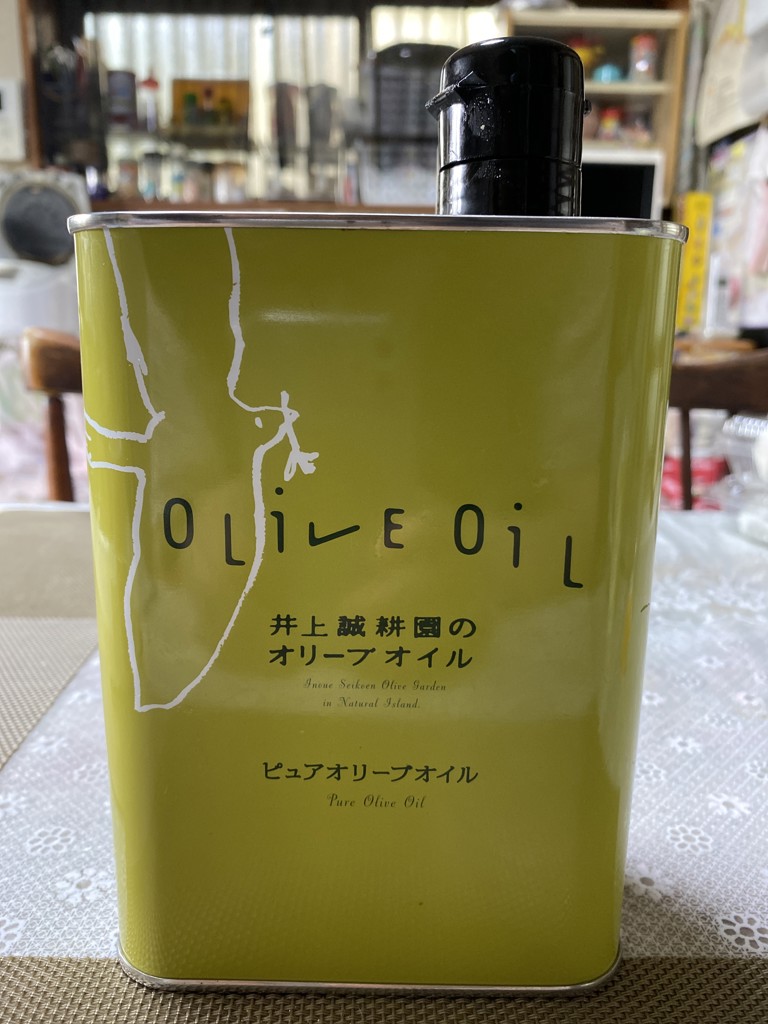 OLiVE OiL
井上誠耕園の
オリーブオイル
Inoue Seikoen Olive Garden
in Natural Island.
ピュアオリーブオイル
Pure Olive Oil